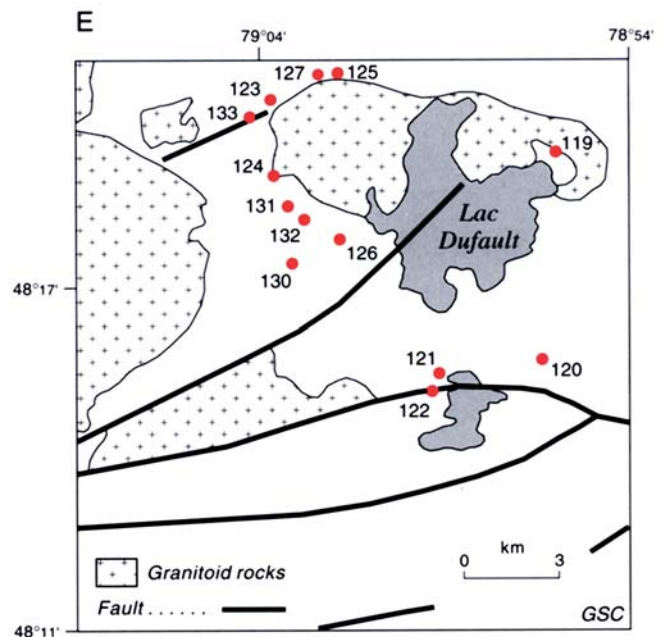 E
79°04'
78°54'
127
125
123
133
119
124
131
132
126
Lac
Dufault
130
48°17'
121
120
122
km
0 3
Granitoid rocks
Fault . . . . . .
GSC
48°11'